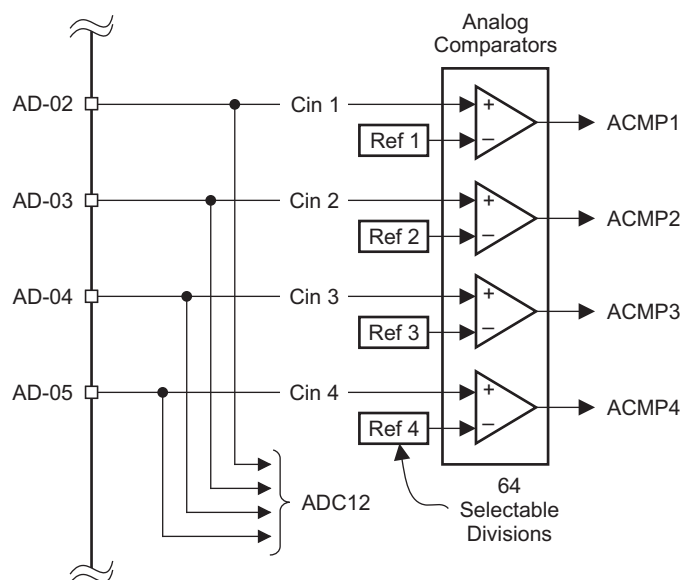 Analog
Comparators
AD-02 Cin 1 + ACMP1
Ref 1 −
AD-03 Cin 2 + ACMP2
Ref 2 −
AD-04 Cin 3 + ACMP3
Ref 3 −
AD-05 Cin 4 + ACMP4
Ref 4 −
ADC12
64
Selectable
Divisions